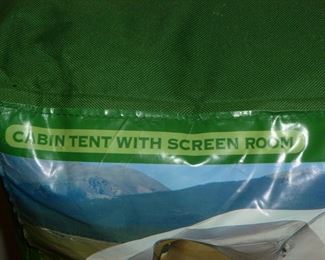 CABIN TENT WITH SCREEN ROOM